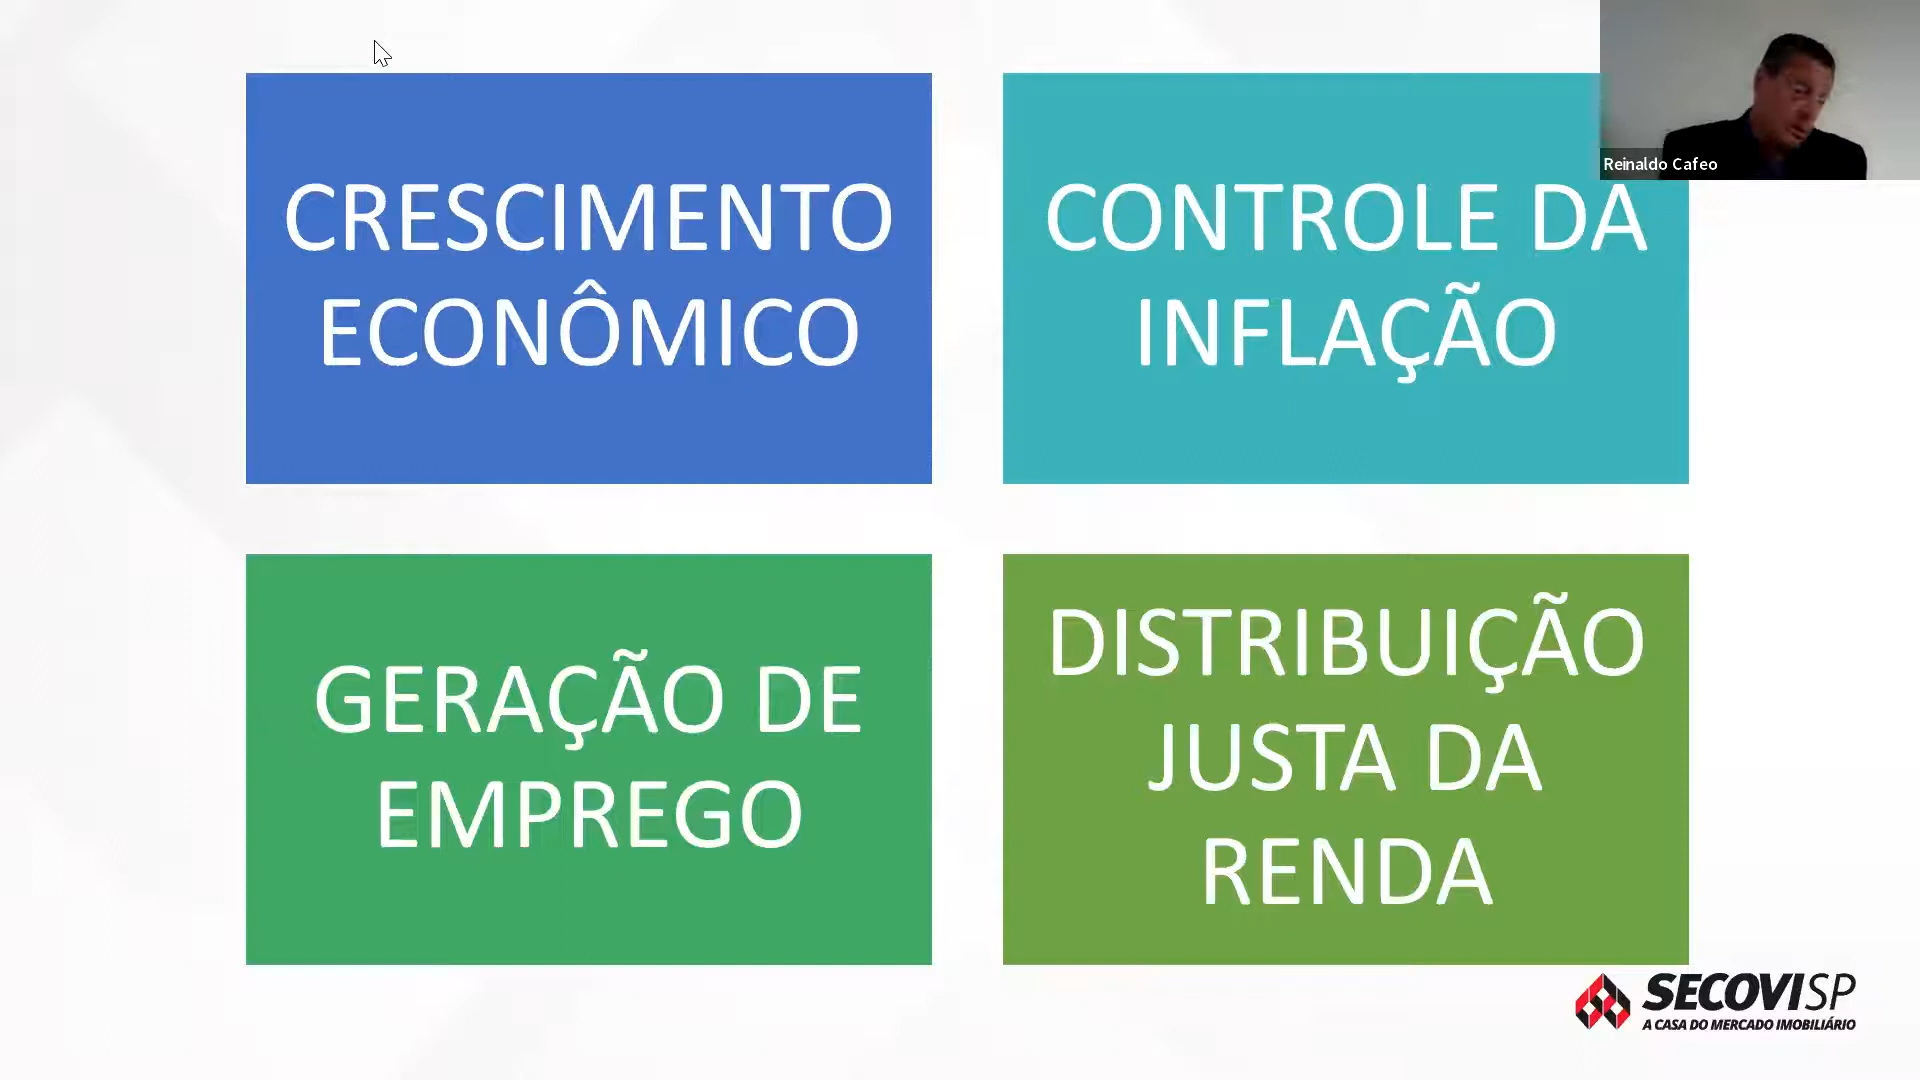 CRESCIMENTO
ECONÔMICO
CONTROLE DA
INFLAÇÃO
Reinaldo Cafeo
GERAÇÃO DE
EMPREGO
DISTRIBUIÇÃO
JUSTA DA
RENDA
SECOVISP
A CASA DO MERCADO IMOBILIÁRIO